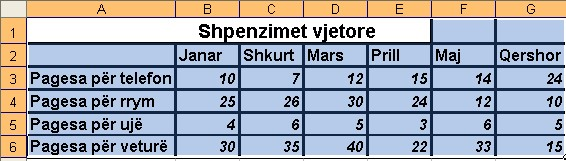 A B C D E F G
1 Shpenzimet vjetore
2 Janar Shkurt Mars Prill Maj Qershor
3 Pagesa për telefon 10 7 12 15 14 24
4 Pagesa për rrym 25 26 30 24 12 10
5 Pagesa për ujë 4 6 5 3 6 5
6 Pagesa për veturë 30 35 40 22 33 15